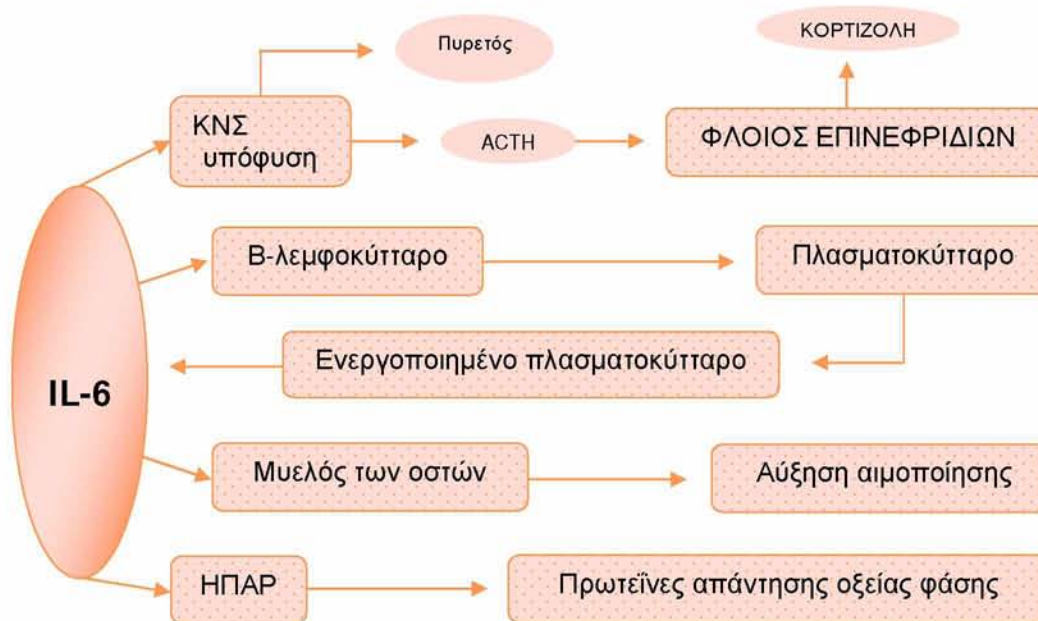 Πυρετός
ΚΟΡΤΙΖΟΛΗ
ΚΝΣ
υπόφυση
ACTH
ΦΛΟΙΟΣ ΕΠΙΝΕΦΡΙΔΙΩΝ
Β-λεμφοκύτταρο
Πλασματοκύτταρο
Ενεργοποιημένο πλασματοκύτταρο
IL-6
Μυελός των οστών
Αύξηση αιμοποίησης
ΗΠΑΡ
Πρωτεΐνες απάντησης οξείας φάσης